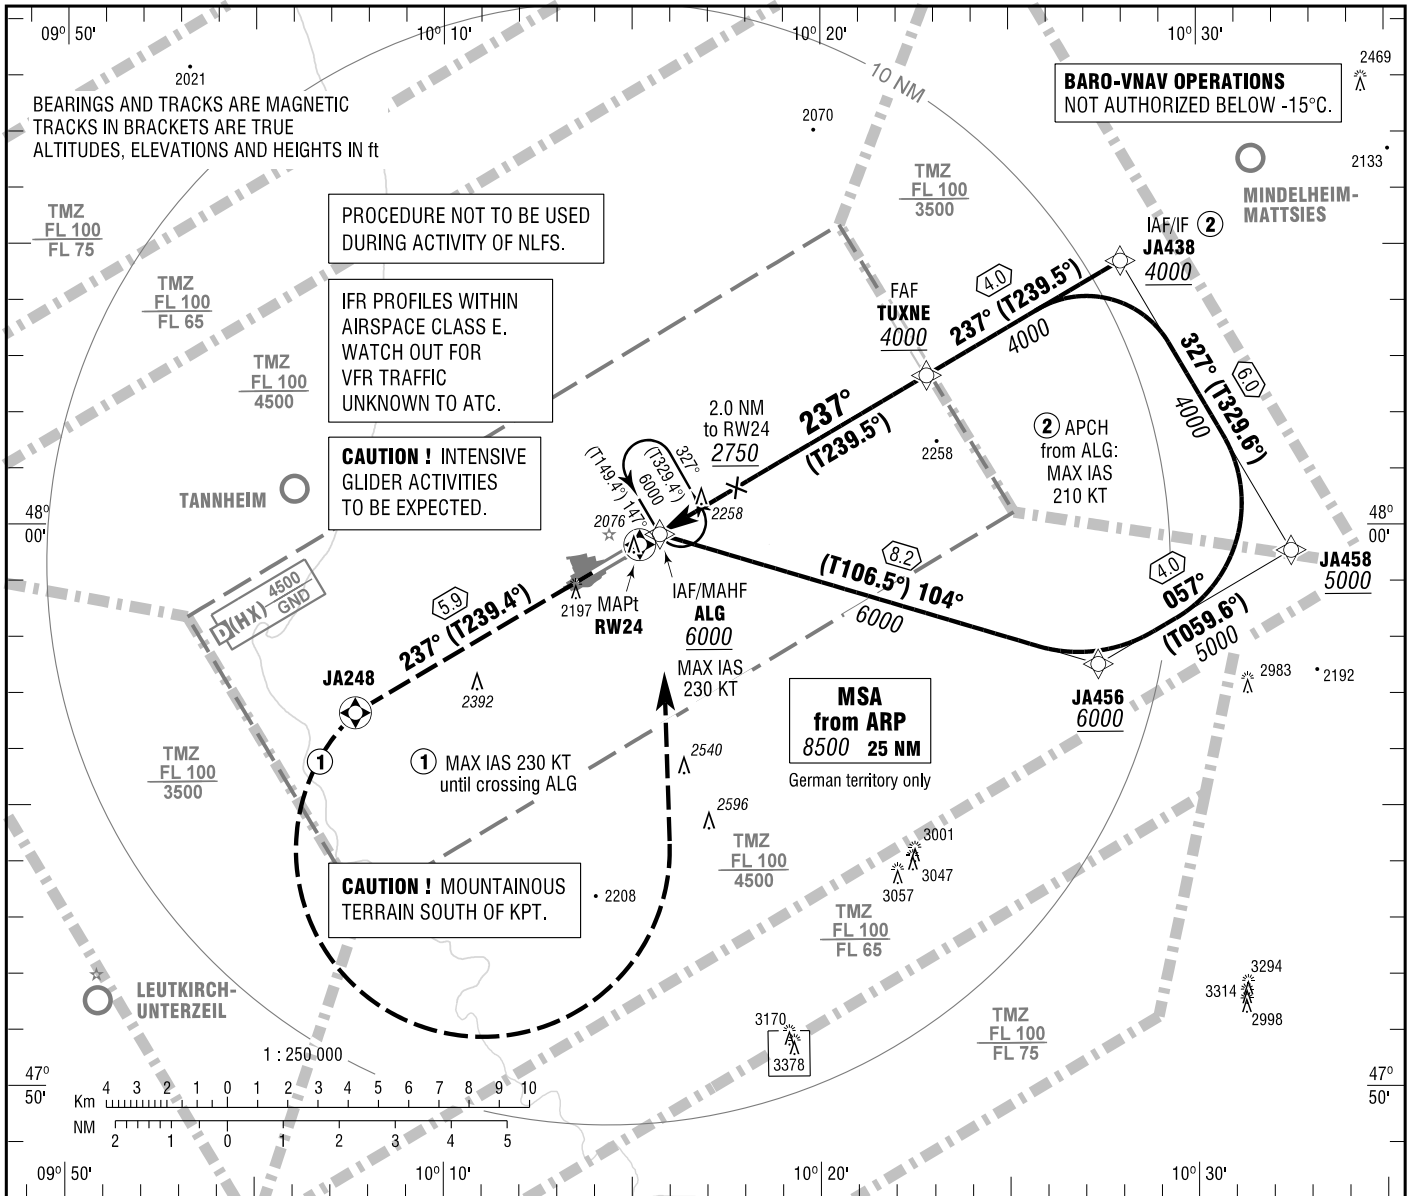 09° 50'
10° 10'
10° 20'
10° 30'
2021
BEARINGS AND TRACKS ARE MAGNETIC
TRACKS IN BRACKETS ARE TRUE
ALTITUDES, ELEVATIONS AND HEIGHTS IN ft
10 NM
2070
BARO-VNAV OPERATIONS
NOT AUTHORIZED BELOW -15°C.
2469
2133
MINDELHEIM-
MATTSIES
TMZ
FL 100
3500
TMZ
FL 100
FL 75
PROCEDURE NOT TO BE USED
DURING ACTIVITY OF NLFS.
IAF/IF 2
JA438
4000
TMZ
FL 100
FL 65
IFR PROFILES WITHIN
AIRSPACE CLASS E.
WATCH OUT FOR
VFR TRAFFIC
UNKNOWN TO ATC.
FAF
TUXNE
4000
4.0
237° (T239.5°)
4000
TMZ
FL 100
4500
327° (T329.6°)
6.0
4000
237°
(T239.5°)
2.0 NM
to RW24
2750
2258
2 APCH
from ALG:
MAX IAS
210 KT
CAUTION ! INTENSIVE
GLIDER ACTIVITIES
TO BE EXPECTED.
TANNHEIM
(T149.4°) 147°
6000
(T329.4°)
327°
2258
2076
48°
00'
48°
00'
JA458
5000
D(HX) 4500
GND
2197
MAPt
RW24
IAF/MAHF
ALG
6000
MAX IAS
230 KT
8.2
(T106.5°) 104°
6000
4.0
057°
(T059.6°)
5000
5.9
237° (T239.4°)
JA248
2392
JA456
6000
2983
2192
MSA
from ARP
8500 25 NM
German territory only
TMZ
FL 100
3500
1
1 MAX IAS 230 KT
until crossing ALG
2540
2596
TMZ
FL 100
4500
3001
3047
3057
CAUTION ! MOUNTAINOUS
TERRAIN SOUTH OF KPT.
2208
TMZ
FL 100
FL 65
LEUTKIRCH-
UNTERZEIL
3294
3314
2998
TMZ
FL 100
FL 75
3170
3378
1 : 250 000
47°
50'
47°
50'
Km
4 3 2 1 0 1 2 3 4 5 6 7 8 9 10
NM
2 1 0 1 2 3 4 5
09° 50'
10° 10'
10° 20'
10° 30'